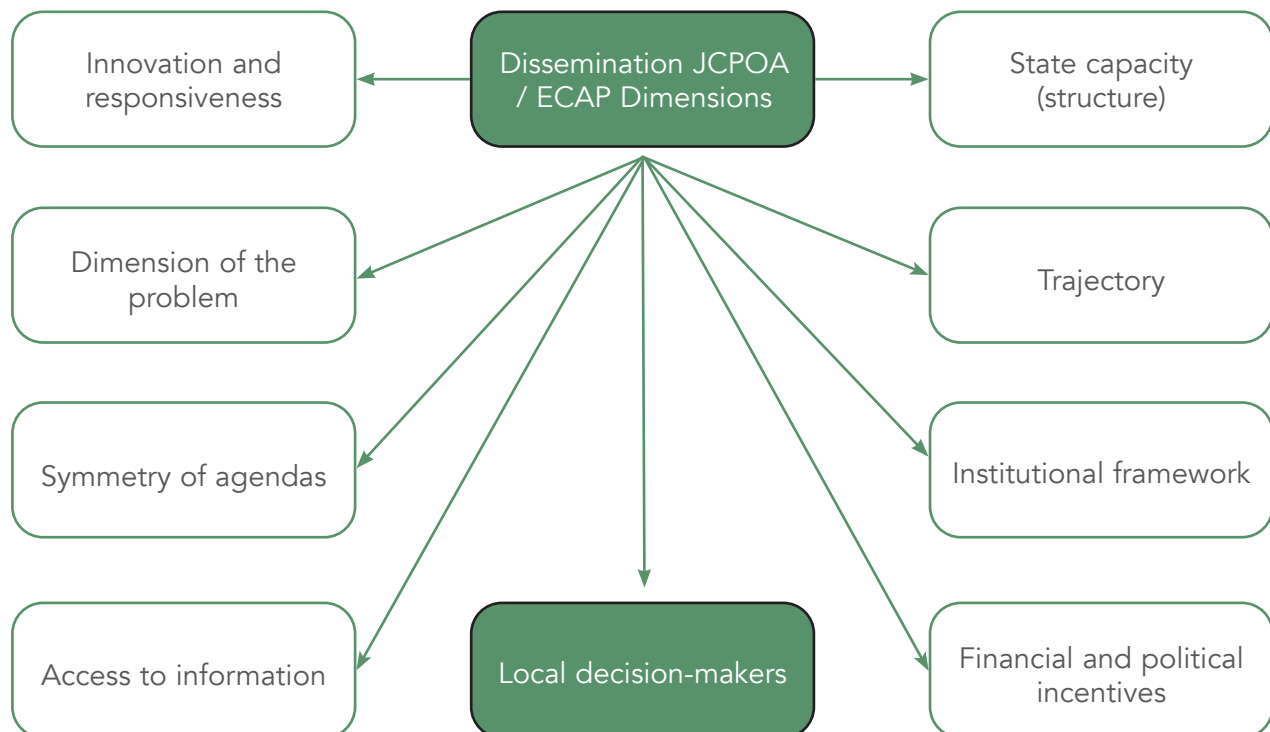 Innovation and
responsiveness
Dissemination JCPOA
/ ECAP Dimensions
State capacity
(structure)
Dimension of the
problem
Trajectory
Symmetry of agendas
Institutional framework
Access to information
Local decision-makers
Financial and political
incentives